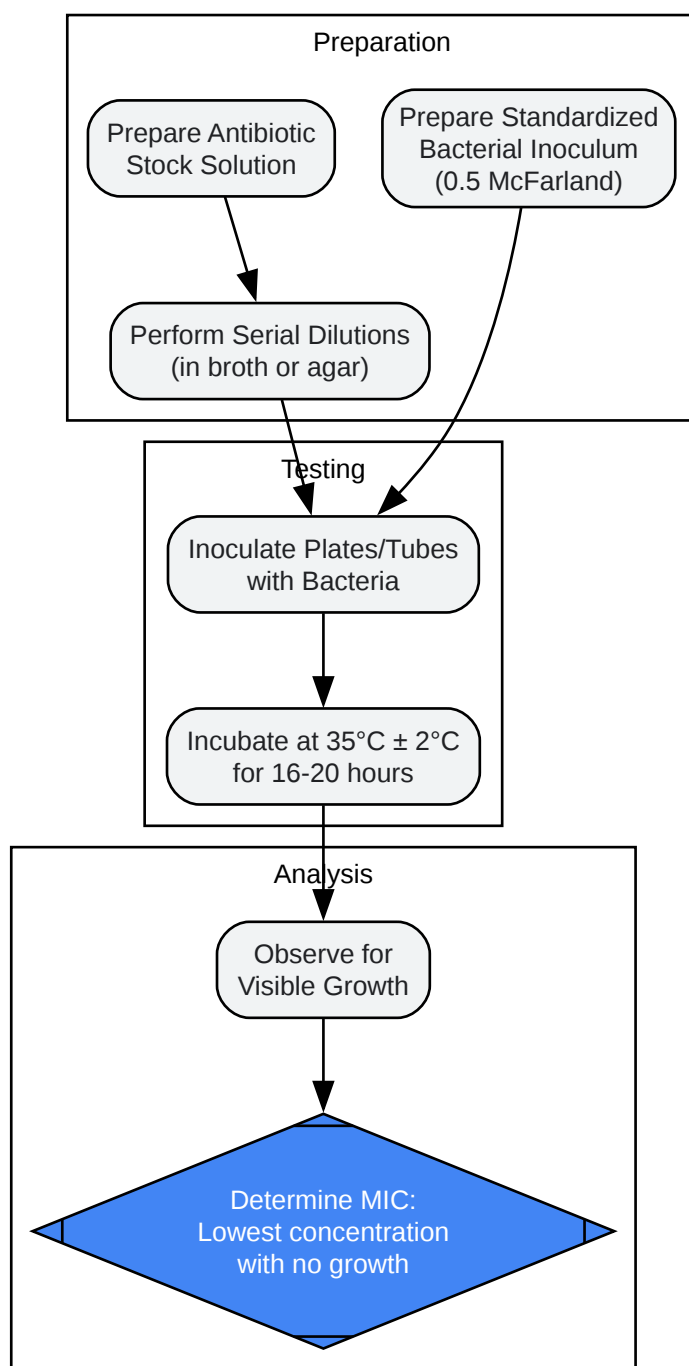 Preparation
Prepare Antibiotic
Stock Solution
Prepare Standardized
Bacterial Inoculum
(0.5 McFarland)
Perform Serial Dilutions
(in broth or agar)
Testing
Inoculate Plates/Tubes
with Bacteria
Incubate at 35°C ± 2°C
for 16-20 hours
Analysis
Observe for
Visible Growth
Determine MIC:
Lowest concentration
with no growth